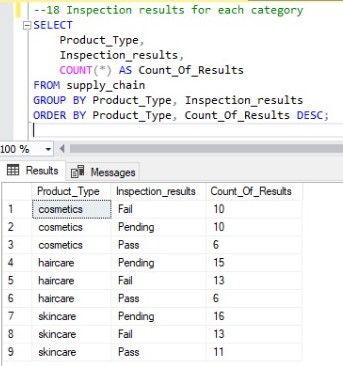 --18 Inspection results for each category
SELECT
Product_Type,
Inspection_results,
COUNT(*) AS Count_Of_Results
FROM supply_chain
GROUP BY Product_Type, Inspection_results
ORDER BY Product_Type, Count_Of_Results DESC;
100 %
Results Messages
Product_Type Inspection_results Count_Of_Results
1 cosmetics Fail 10
2 cosmetics Pending 10
3 cosmetics Pass 6
4 haircare Pending 15
5 haircare Fail 13
6 haircare Pass 6
7 skincare Pending 16
8 skincare Fail 13
9 skincare Pass 11